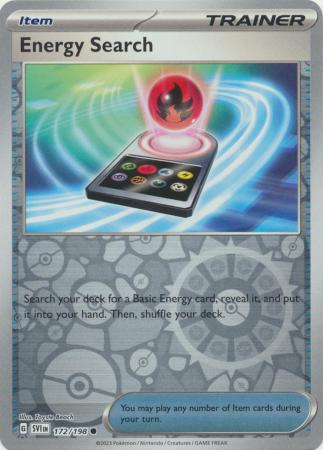 Item
TRAINER
Energy Search
Search your deck for a Basic Energy card, reveal it, and put
it into your hand. Then, shuffle your deck.
Illus. Toyste Beach
G SVI EN 172/198 ●
You may play any number of Item cards
during your turn.
©2023 Pokémon / Nintendo / Creatures / GAME FREAK